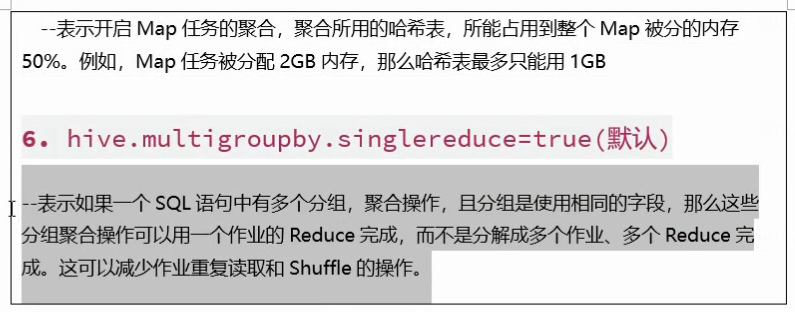 --表示开启 Map 任务的聚合，聚合所用的哈希表，所能占用到整个 Map 被分的内存
50%。例如，Map 任务被分配 2GB 内存，那么哈希表最多只能用 1GB
6. hive.multigroupby.singlereduce=true(默认)
--表示如果一个 SQL 语句中有多个分组，聚合操作，且分组是使用相同的字段，那么这些
分组聚合操作可以用一个作业的 Reduce 完成，而不是分解成多个作业、多个 Reduce 完
成。这可以减少作业重复读取和 Shuffle 的操作。